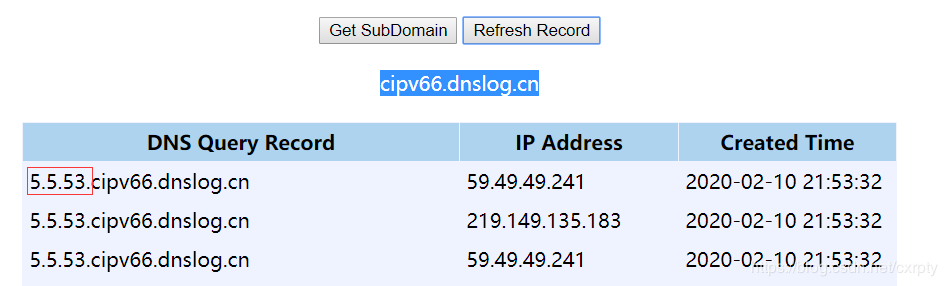 Get SubDomain Refresh Record
cipv66.dnslog.cn
DNS Query Record IP Address Created Time
5.5.53.cipv66.dnslog.cn 59.49.49.241 2020-02-10 21:53:32
5.5.53.cipv66.dnslog.cn 219.149.135.183 2020-02-10 21:53:32
5.5.53.cipv66.dnslog.cn 59.49.49.241 2020-02-10 21:53:32
https://blog.csdn.net/cxrpty